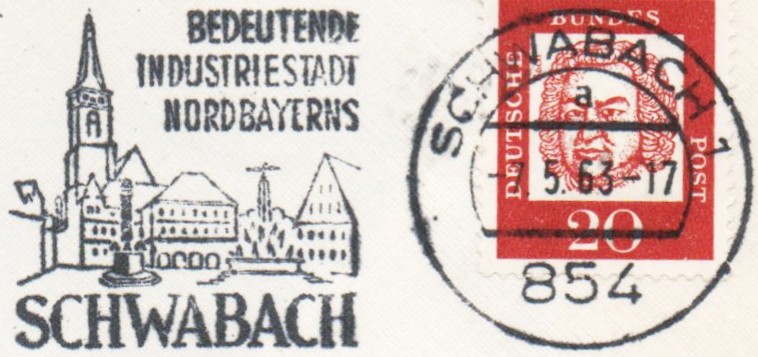 BEDEUTENDE
INDUSTRIESTADT
NORDBAYERNS
SCHWABACH
SCHWABACH 1
a
-7.5.63-17
854
DEUTSCHE
BUNDES
POST
20